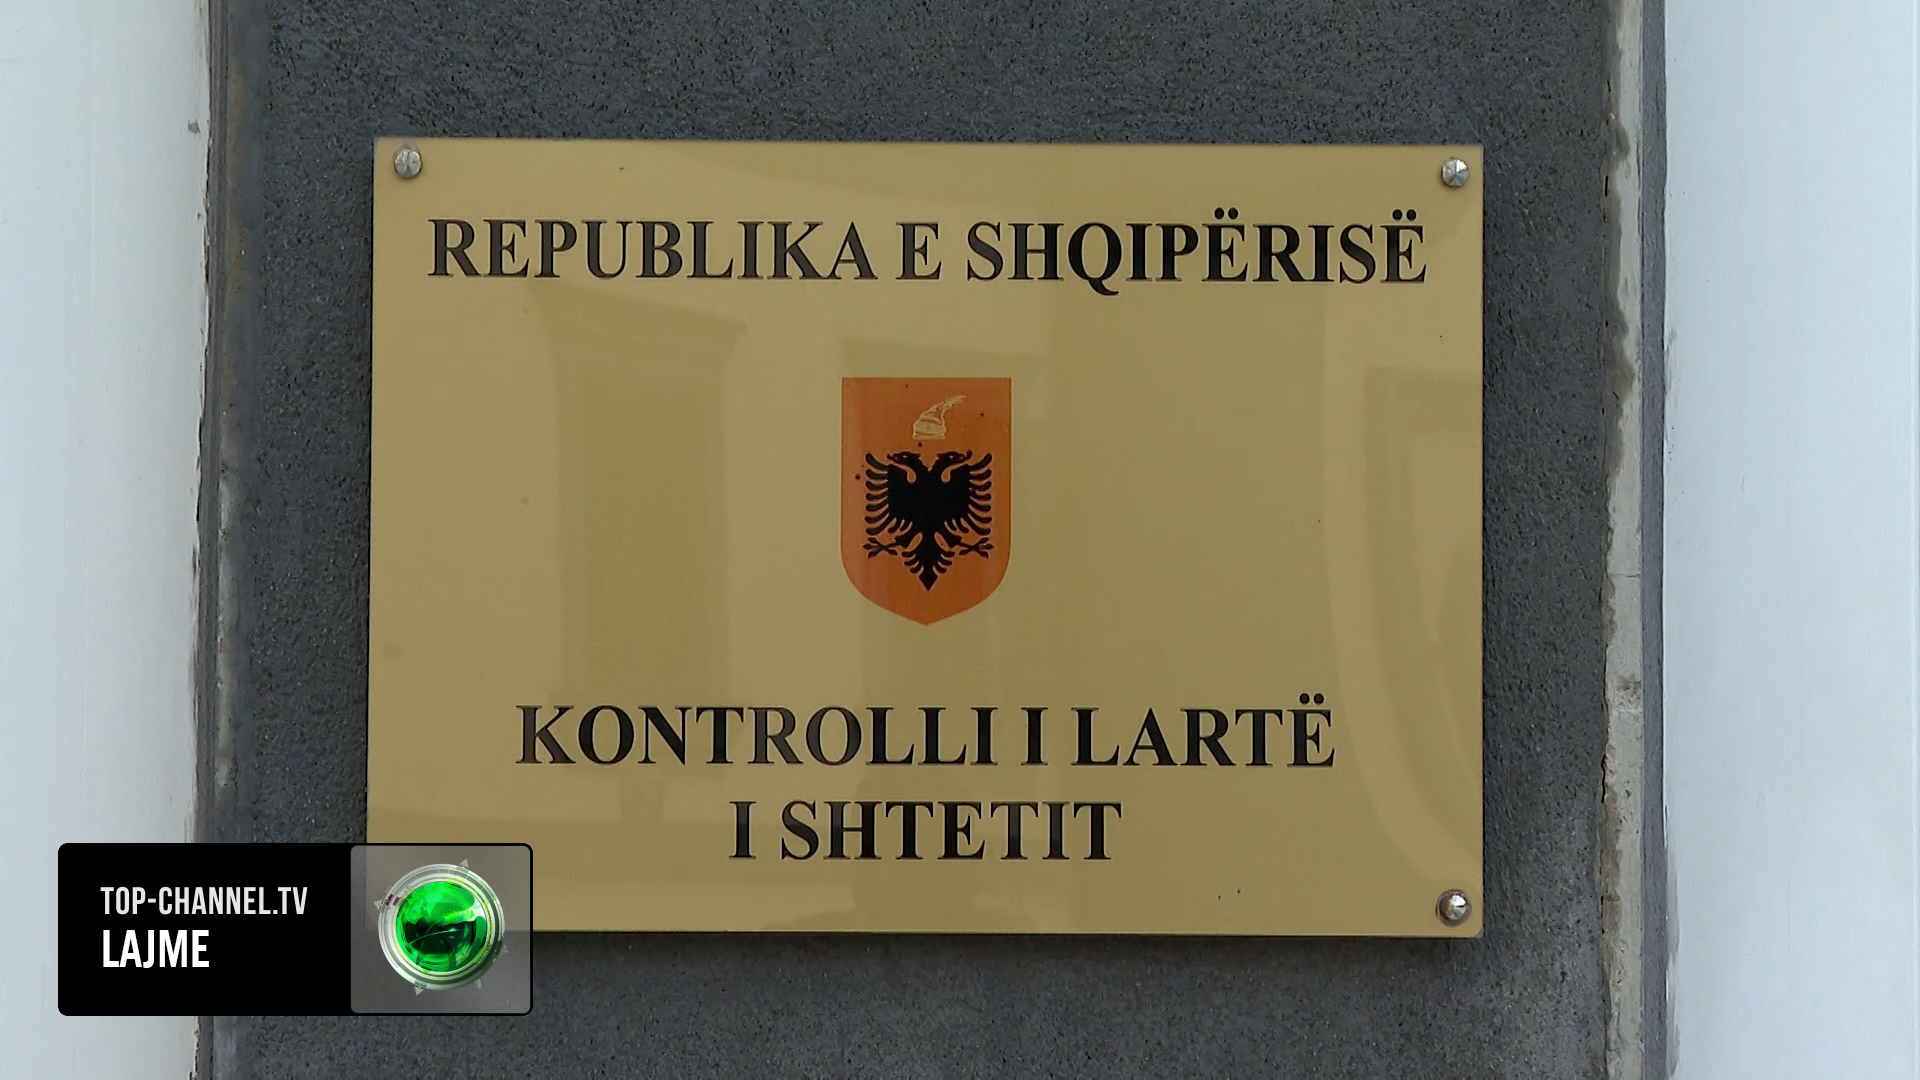 REPUBLIKA E SHQIPËRISË
KONTROLLI I LARTË
I SHTETIT
TOP-CHANNEL.TV
LAJME